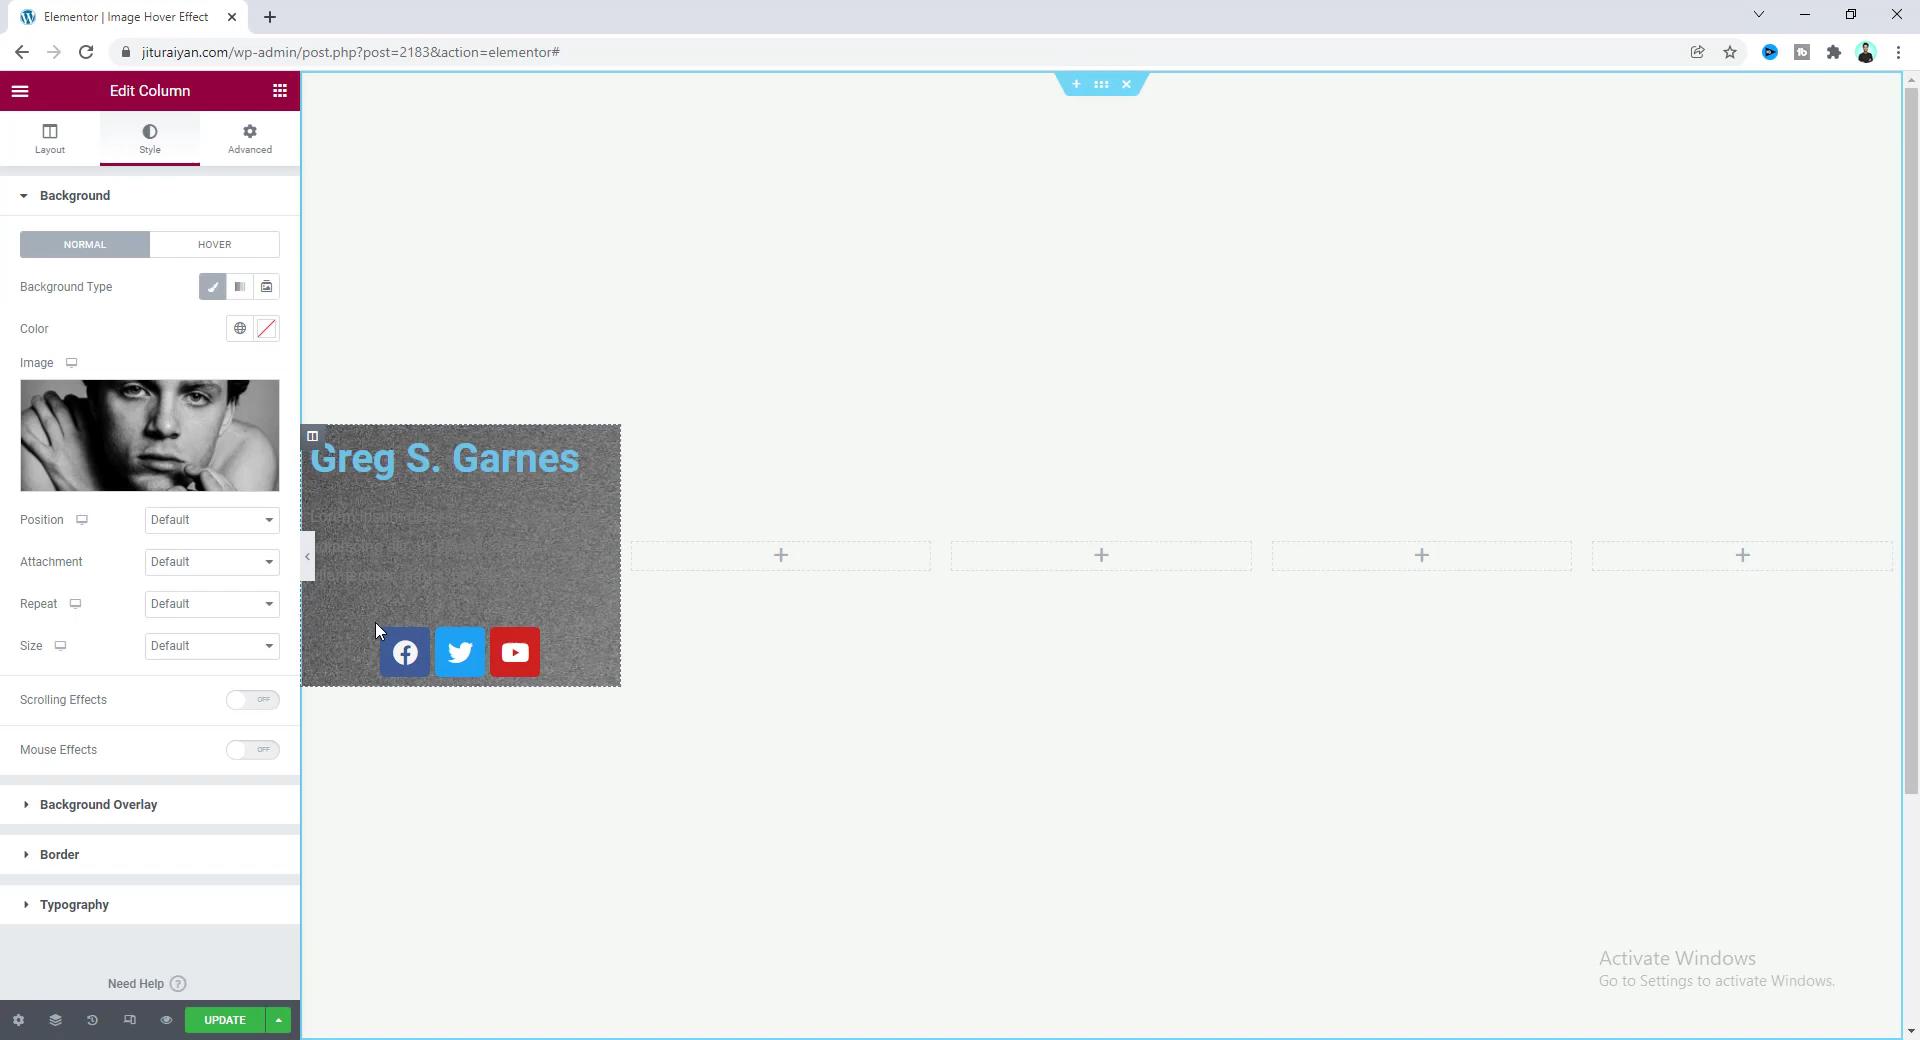 Elementor | Image Hover Effect
jituraiyan.com/wp-admin/post.php?post=2183&action=elementor#
Edit Column
Layout
Style
Advanced
Background
NORMAL
HOVER
Background Type
Color
Image
Position
Default
Attachment
Default
Repeat
Default
Size
Default
Scrolling Effects
OFF
Mouse Effects
OFF
Background Overlay
Border
Typography
Need Help
UPDATE
Greg S. Garnes
Activate Windows
Go to Settings to activate Windows.